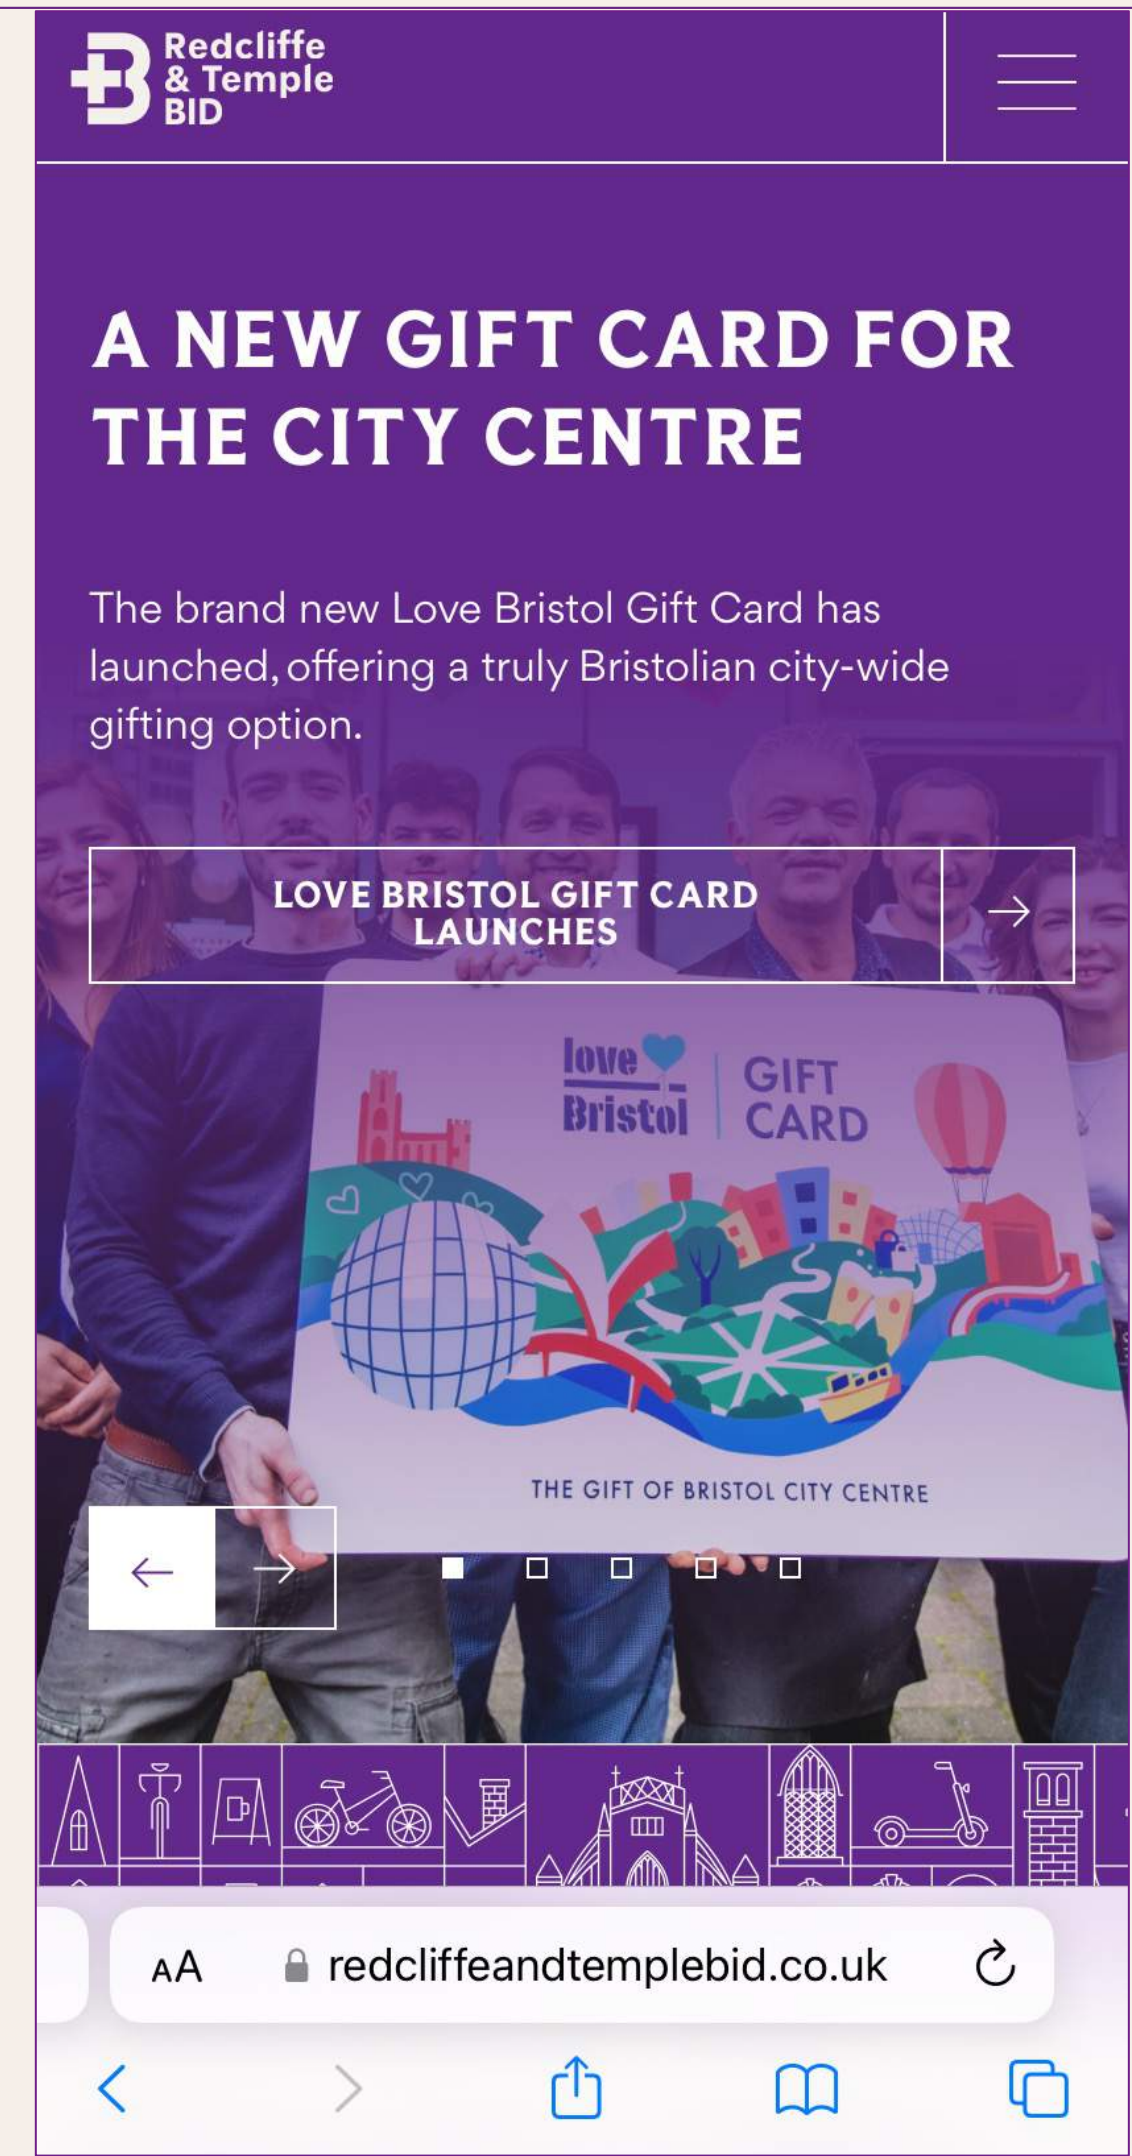 Redcliffe
& Temple
BID
A NEW GIFT CARD FOR
THE CITY CENTRE
The brand new Love Bristol Gift Card has
launched, offering a truly Bristolian city-wide
gifting option.
LOVE BRISTOL GIFT CARD
LAUNCHES
love
Bristol
GIFT
CARD
THE GIFT OF BRISTOL CITY CENTRE
AA
redcliffeandtemplebid.co.uk